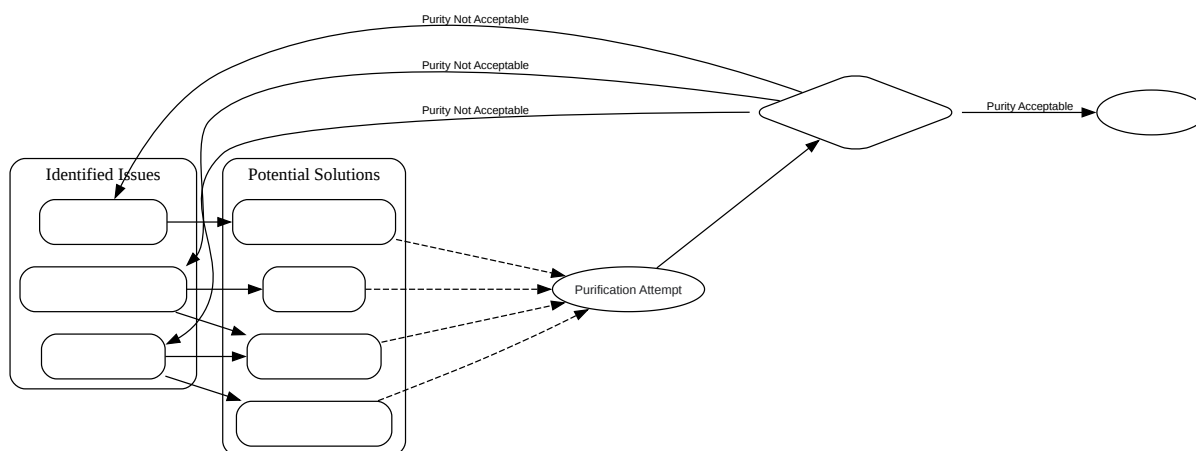 Purity Not Acceptable
Purity Not Acceptable
Purity Not Acceptable
Purity Acceptable
Identified Issues
Potential Solutions
Purification Attempt